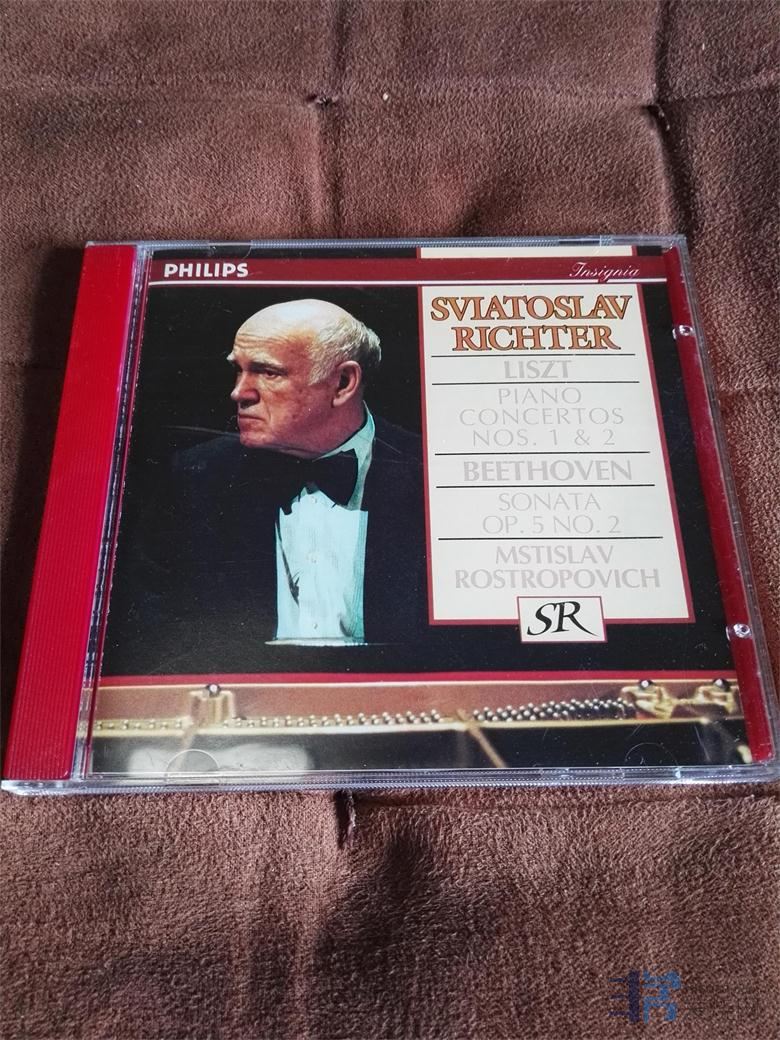 PHILIPS
Insignia
SVIATOSLAV
RICHTER
LISZT
PIANO
CONCERTOS
NOS. 1 & 2
BEETHOVEN
SONATA
OP. 5 NO. 2
MSTISLAV
ROSTROPOVICH
SR